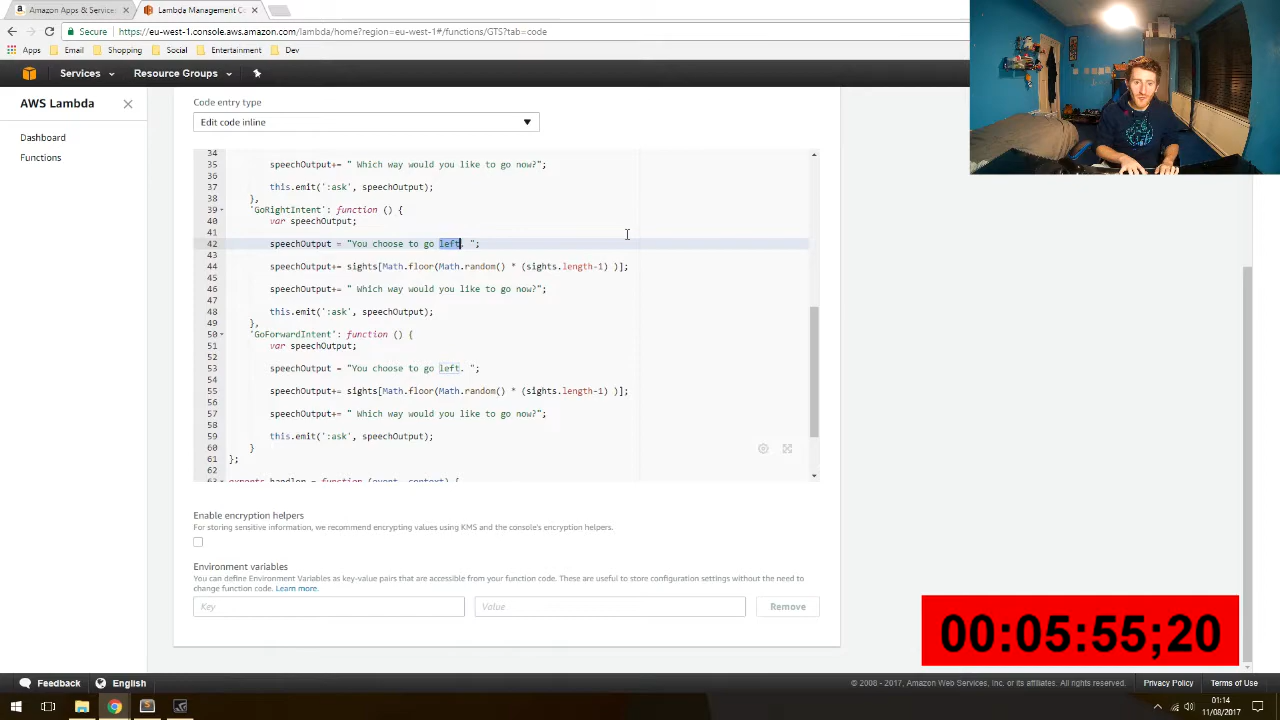 Amazon Apps & Services
Lambda Management Co
Secure
https://eu-west-1.console.aws.amazon.com/lambda/home?region=eu-west-1#/functions/GTS?tab=code
Apps Email Shopping Social Entertainment Dev
Services Resource Groups
AWS Lambda
Dashboard
Functions
Code entry type
Edit code inline
34
35 speechOutput+= " Which way would you like to go now?";
36
37 this.emit(':ask', speechOutput);
38 },
39 'GoRightIntent': function () {
40 var speechOutput;
41
42 speechOutput = "You choose to go left. ";
43
44 speechOutput+= sights[Math.floor(Math.random() * (sights.length-1) )];
45
46 speechOutput+= " Which way would you like to go now?";
47
48 this.emit(':ask', speechOutput);
49 },
50 'GoForwardIntent': function () {
51 var speechOutput;
52
53 speechOutput = "You choose to go left. ";
54
55 speechOutput+= sights[Math.floor(Math.random() * (sights.length-1) )];
56
57 speechOutput+= " Which way would you like to go now?";
58
59 this.emit(':ask', speechOutput);
60 }
61 };
62
63 exports.handler = function (event, context) {
Enable encryption helpers
For storing sensitive information, we recommend encrypting values using KMS and the console's encryption helpers.
Environment variables
You can define Environment Variables as key-value pairs that are accessible from your function code. These are useful to store configuration settings without the need to
change function code. Learn more.
Key Value Remove
00:05:55;20
Feedback English
© 2008 - 2017, Amazon Web Services, Inc. or its affiliates. All rights reserved. Privacy Policy Terms of Use
01:14
11/08/2017